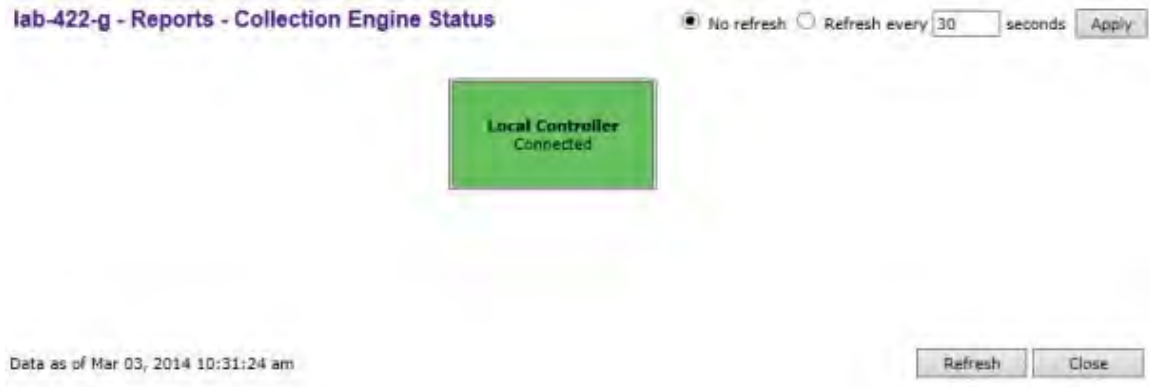 lab-422-g - Reports - Collection Engine Status
No refresh Refresh every 30 seconds Apply
Local Controller
Connected
Data as of Mar 03, 2014 10:31:24 am
Refresh Close